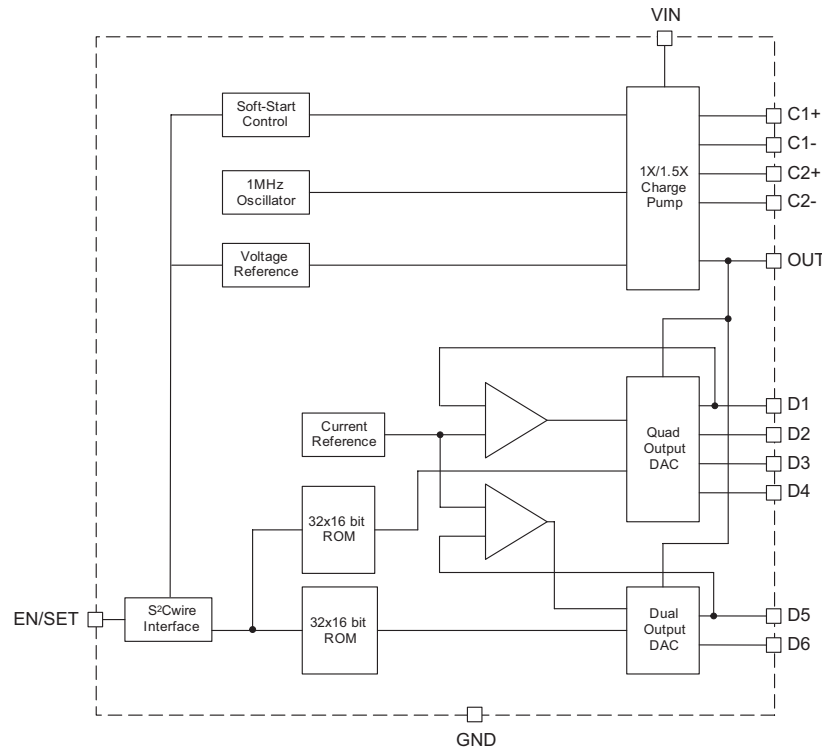 VIN
Soft-Start
Control
1MHz
Oscillator
Voltage
Reference
1X/1.5X
Charge
Pump
C1+
C1-
C2+
C2-
OUT
Current
Reference
Quad
Output
DAC
D1
D2
D3
D4
32x16 bit
ROM
EN/SET
S²Cwire
Interface
32x16 bit
ROM
Dual
Output
DAC
D5
D6
GND